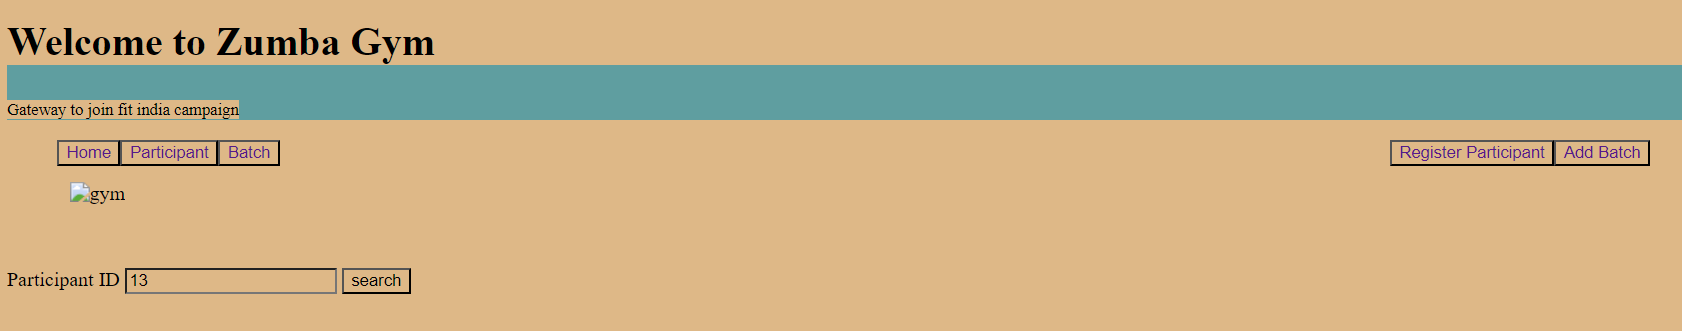 Welcome to Zumba Gym
Gateway to join fit india campaign
Home Participant Batch Register Participant Add Batch
gym
Participant ID 13 search